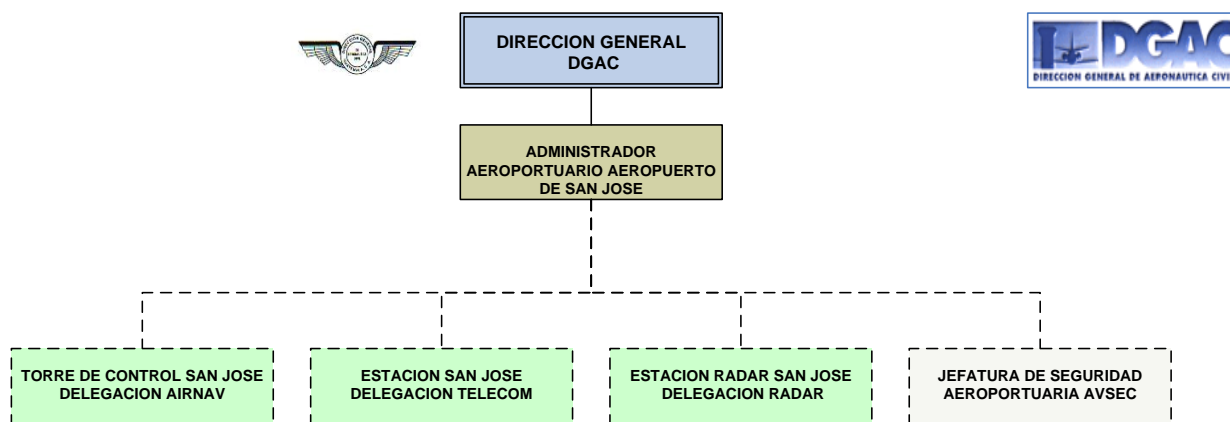 DIRECCION GENERAL
DGAC
DGAC
DIRECCION GENERAL DE AERONAUTICA CIVI
ADMINISTRADOR
AEROPORTUARIO AEROPUERTO
DE SAN JOSE
TORRE DE CONTROL SAN JOSE
DELEGACION AIRNAV
ESTACION SAN JOSE
DELEGACION TELECOM
ESTACION RADAR SAN JOSE
DELEGACION RADAR
JEFATURA DE SEGURIDAD
AEROPORTUARIA AVSEC